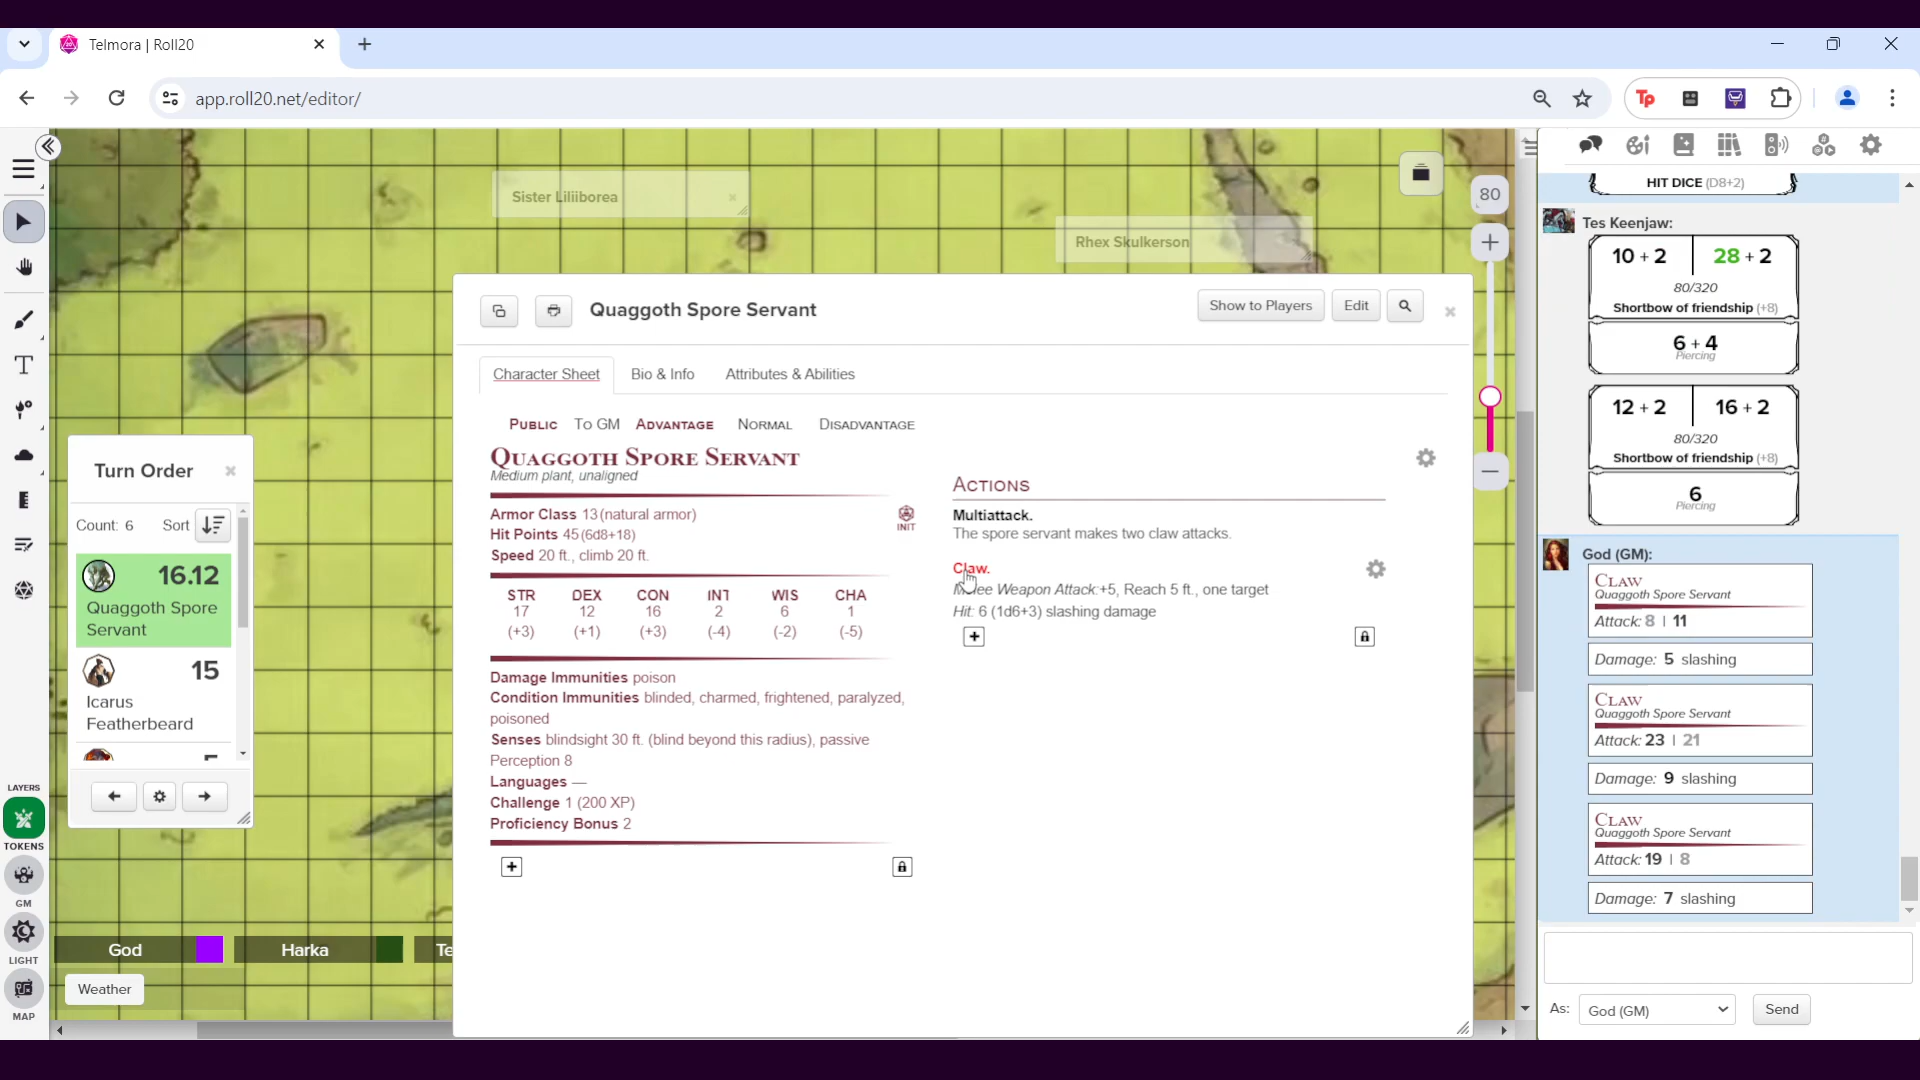 Telmora | Roll20
app.roll20.net/editor/
Tp
Sister Liliiborea
Rhex Skulkerson
80
Quaggoth Spore Servant
Show to Players
Edit
Character Sheet
Bio & Info
Attributes & Abilities
PUBLIC TO GM ADVANTAGE NORMAL DISADVANTAGE
QUAGGOTH SPORE SERVANT
Medium plant, unaligned
Armor Class 13 (natural armor)
Hit Points 45 (6d8+18)
Speed 20 ft., climb 20 ft.
INIT
STR DEX CON INT WIS CHA
17 12 16 2 6 1
(+3) (+1) (+3) (-4) (-2) (-5)
Damage Immunities poison
Condition Immunities blinded, charmed, frightened, paralyzed,
poisoned
Senses blindsight 30 ft. (blind beyond this radius), passive
Perception 8
Languages —
Challenge 1 (200 XP)
Proficiency Bonus 2
ACTIONS
Multiattack.
The spore servant makes two claw attacks.
Claw.
Melee Weapon Attack:+5, Reach 5 ft., one target
Hit: 6 (1d6+3) slashing damage
Turn Order
Count: 6 Sort
16.12
Quaggoth Spore
Servant
15
Icarus
Featherbeard
LAYERS
TOKENS
GM
LIGHT
MAP
God
Harka
Te
Weather
HIT DICE (D8+2)
Tes Keenjaw:
10 + 2 28 + 2
80/320
Shortbow of friendship (+8)
6 + 4
Piercing
12 + 2 16 + 2
80/320
Shortbow of friendship (+8)
6
Piercing
God (GM):
CLAW
Quaggoth Spore Servant
Attack: 8 | 11
Damage: 5 slashing
CLAW
Quaggoth Spore Servant
Attack: 23 | 21
Damage: 9 slashing
CLAW
Quaggoth Spore Servant
Attack: 19 | 8
Damage: 7 slashing
As: God (GM) Send